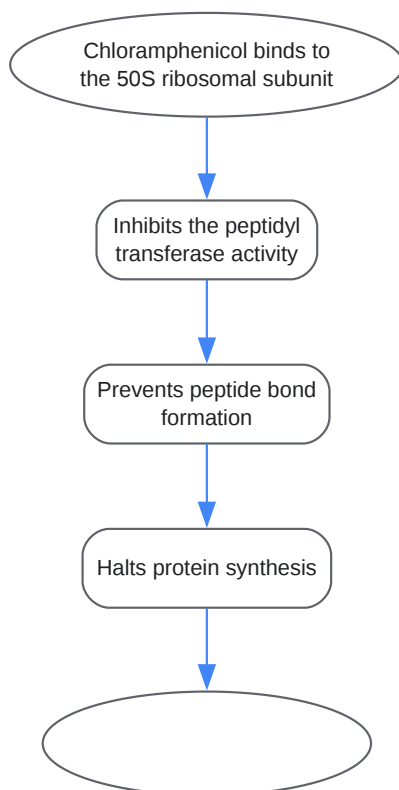 Chloramphenicol binds to
the 50S ribosomal subunit
Inhibits the peptidyl
transferase activity
Prevents peptide bond
formation
Halts protein synthesis